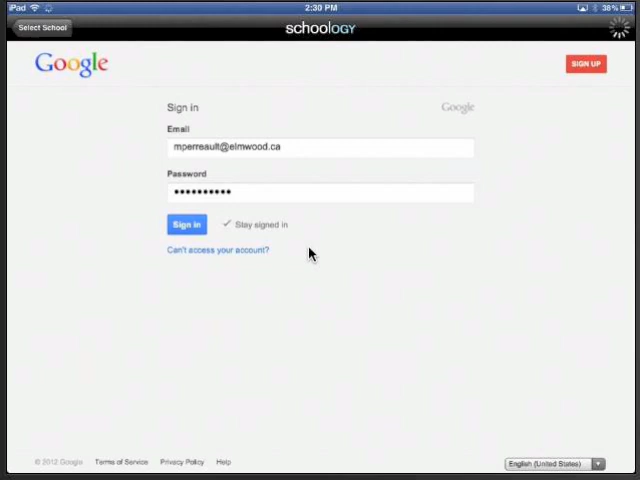 iPad 2:30 PM 38%
Select School schoology
Google SIGN UP
Sign in Google
Email
mperreault@elmwood.ca
Password
••••••••••
Sign in ✓ Stay signed in
Can't access your account?
© 2012 Google Terms of Service Privacy Policy Help English (United States)